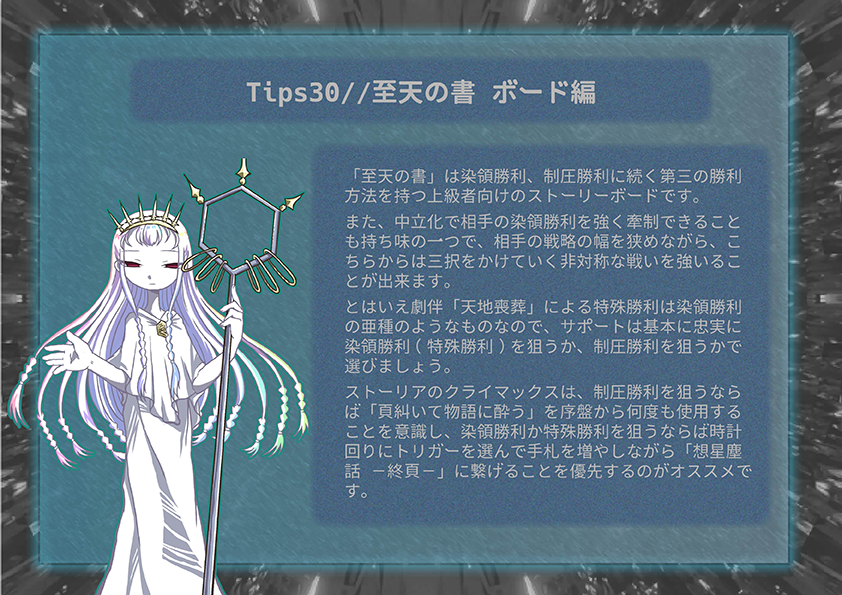 Tips30//至天の書 ボード編
「至天の書」は染領勝利、制圧勝利に続く第三の勝利
方法を持つ上級者向けのストーリーボードです。
また、中立化で相手の染領勝利を強く牽制できること
も持ち味の一つで、相手の戦略の幅を狭めながら、こ
ちらからは三択をかけていく非対称な戦いを強いるこ
とが出来ます。
とはいえ劇伴「天地喪葬」による特殊勝利は染領勝利
の亜種のようなものなので、サポートは基本に忠実に
染領勝利(特殊勝利)を狙うか、制圧勝利を狙うかで
選びましょう。
ストーリアのクライマックスは、制圧勝利を狙うなら
ば「頁糾いて物語に酔う」を序盤から何度も使用する
ことを意識し、染領勝利か特殊勝利を狙うならば時計
回りにトリガーを選んで手札を増やしながら「想星塵
話 －終頁－」に繋げることを優先するのがオススメで
す。